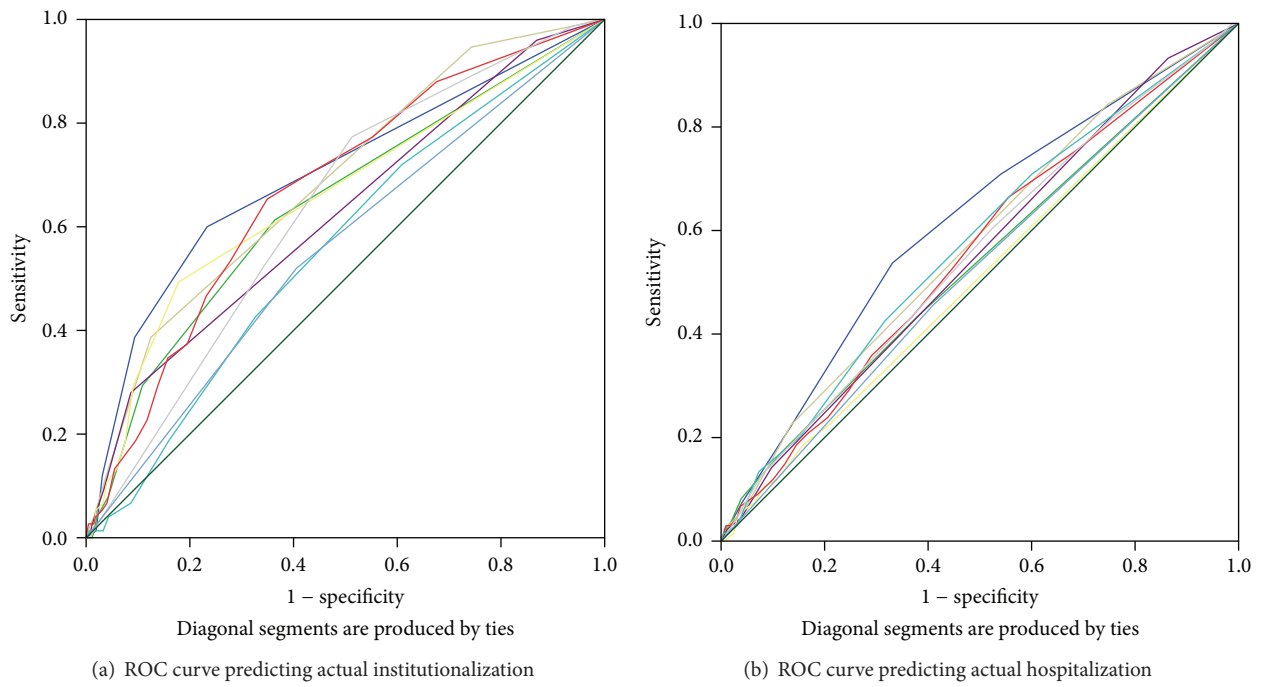 1.0
0.8
0.6
0.4
0.2
0.0
Sensitivity
0.0 0.2 0.4 0.6 0.8 1.0
1 − specificity
Diagonal segments are produced by ties
(a) ROC curve predicting actual institutionalization
1.0
0.8
0.6
0.4
0.2
0.0
Sensitivity
0.0 0.2 0.4 0.6 0.8 1.0
1 − specificity
Diagonal segments are produced by ties
(b) ROC curve predicting actual hospitalization